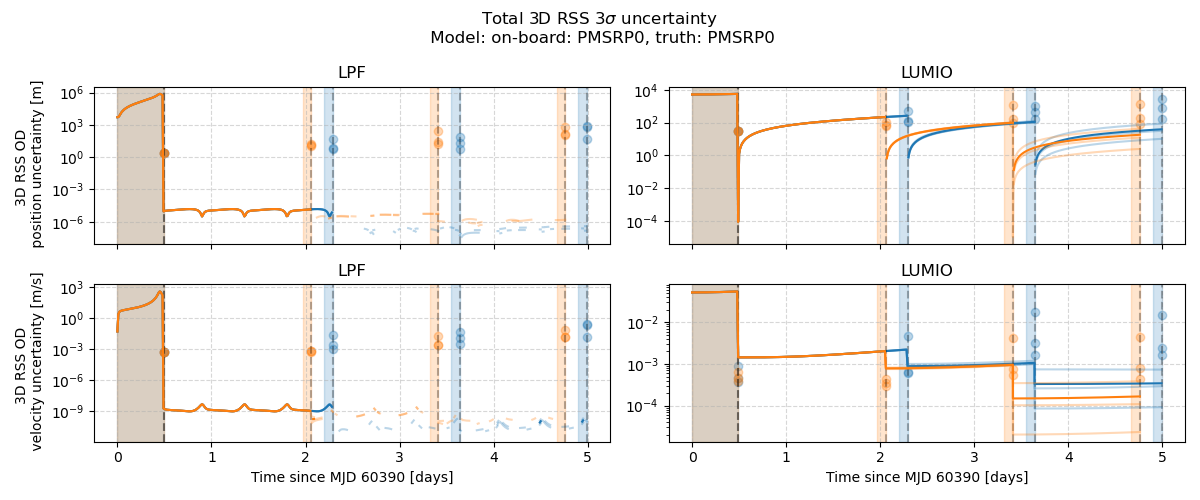 Total 3D RSS 3σ uncertainty
Model: on-board: PMSRP0, truth: PMSRP0
LPF
LUMIO
3D RSS OD
position uncertainty [m]
10⁶
10³
10⁰
10⁻³
10⁻⁶
10⁴
10²
10⁰
10⁻²
10⁻⁴
LPF
LUMIO
3D RSS OD
velocity uncertainty [m/s]
10³
10⁰
10⁻³
10⁻⁶
10⁻⁹
10⁻²
10⁻³
10⁻⁴
0 1 2 3 4 5
0 1 2 3 4 5
Time since MJD 60390 [days]
Time since MJD 60390 [days]